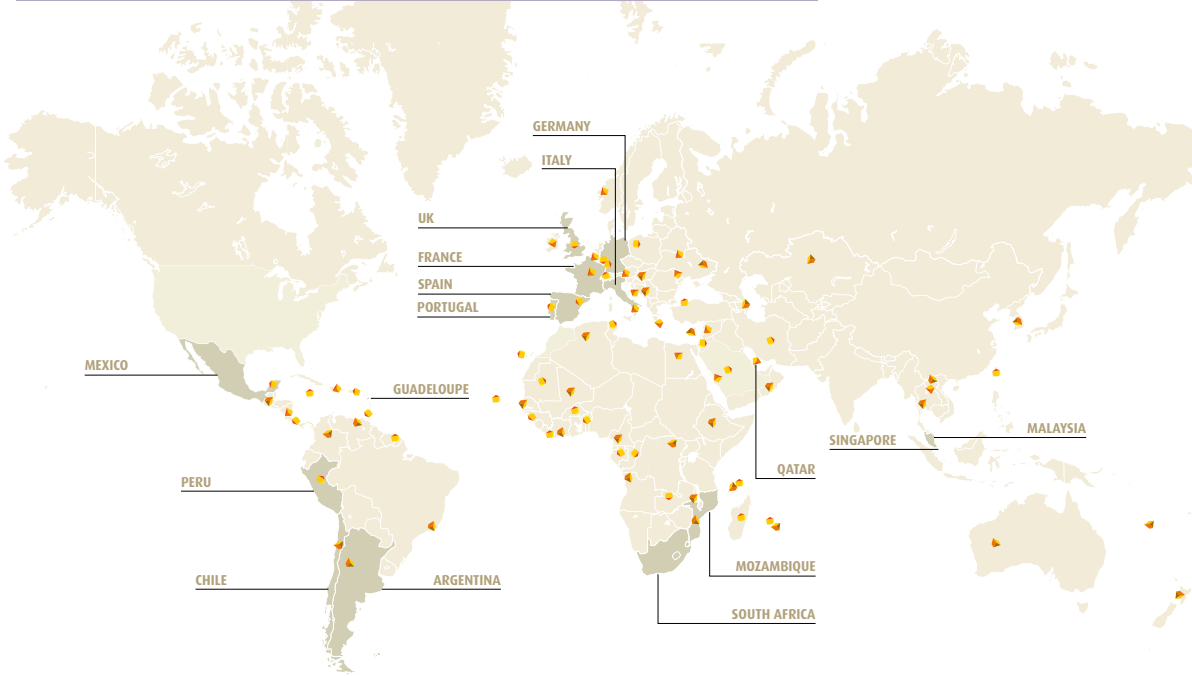 GERMANY
ITALY
UK
FRANCE
SPAIN
PORTUGAL
MEXICO
GUADELOUPE
MALAYSIA
SINGAPORE
QATAR
PERU
MOZAMBIQUE
CHILE
ARGENTINA
SOUTH AFRICA